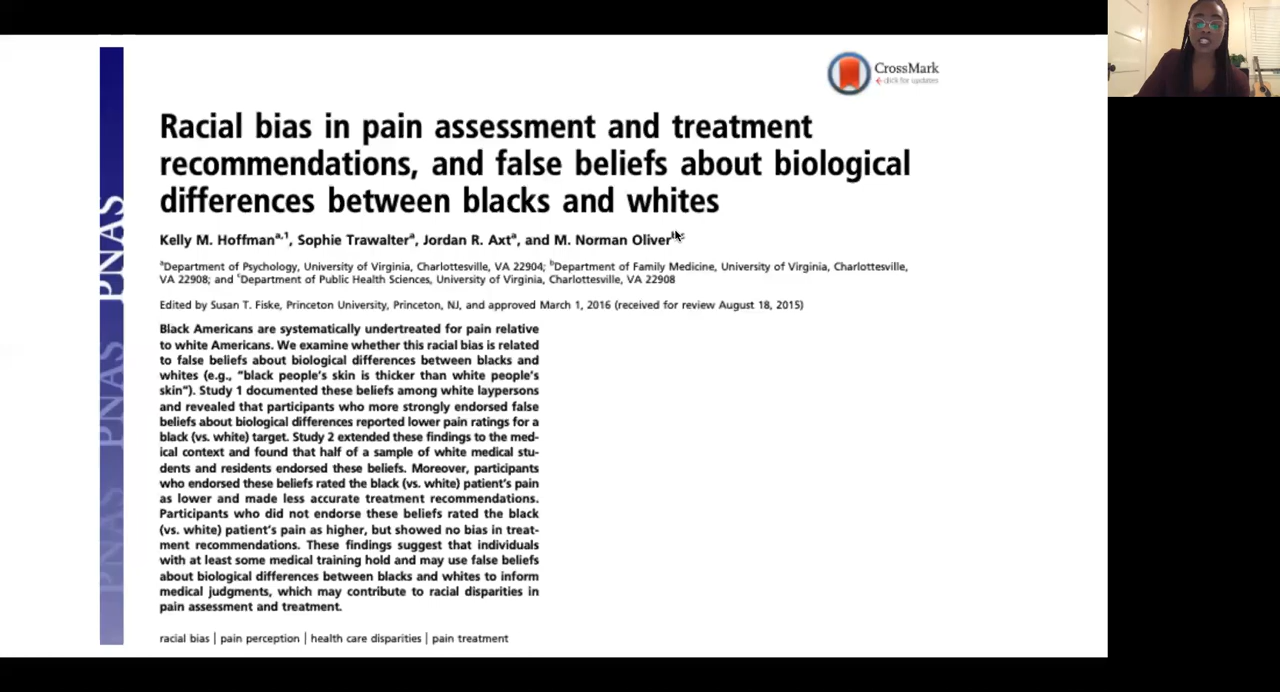 CrossMark
click for updates
Racial bias in pain assessment and treatment
recommendations, and false beliefs about biological
differences between blacks and whites
Kelly M. Hoffmana,1, Sophie Trawaltera, Jordan R. Axta, and M. Norman Oliver
aDepartment of Psychology, University of Virginia, Charlottesville, VA 22904; bDepartment of Family Medicine, University of Virginia, Charlottesville,
VA 22908; and cDepartment of Public Health Sciences, University of Virginia, Charlottesville, VA 22908
Edited by Susan T. Fiske, Princeton University, Princeton, NJ, and approved March 1, 2016 (received for review August 18, 2015)
Black Americans are systematically undertreated for pain relative
to white Americans. We examine whether this racial bias is related
to false beliefs about biological differences between blacks and
whites (e.g., “black people’s skin is thicker than white people’s
skin”). Study 1 documented these beliefs among white laypersons
and revealed that participants who more strongly endorsed false
beliefs about biological differences reported lower pain ratings for a
black (vs. white) target. Study 2 extended these findings to the med-
ical context and found that half of a sample of white medical stu-
dents and residents endorsed these beliefs. Moreover, participants
who endorsed these beliefs rated the black (vs. white) patient’s pain
as lower and made less accurate treatment recommendations.
Participants who did not endorse these beliefs rated the black
(vs. white) patient’s pain as higher, but showed no bias in treat-
ment recommendations. These findings suggest that individuals
with at least some medical training hold and may use false beliefs
about biological differences between blacks and whites to inform
medical judgments, which may contribute to racial disparities in
pain assessment and treatment.
racial bias | pain perception | health care disparities | pain treatment
PNAS
PNAS
PNAS